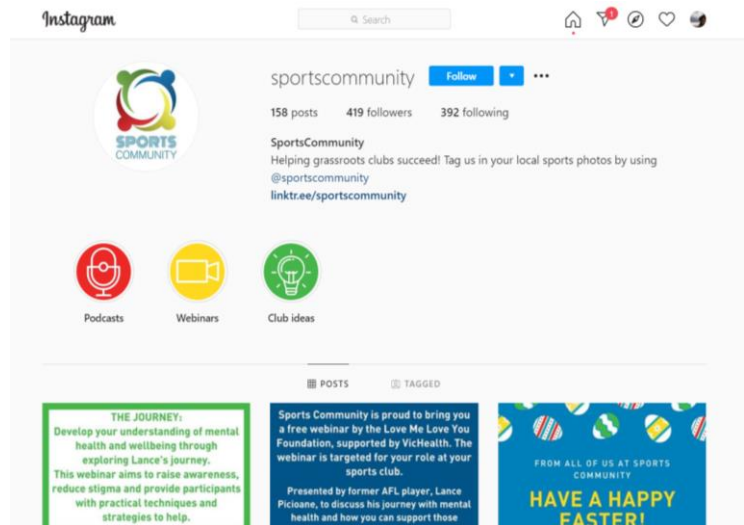 Instagram
Search
1
sportscommunity Follow
158 posts 419 followers 392 following
SportsCommunity
Helping grassroots clubs succeed! Tag us in your local sports photos by using
@sportscommunity
linktr.ee/sportscommunity
SPORTS
COMMUNITY
Podcasts Webinars Club ideas
POSTS TAGGED
THE JOURNEY:
Develop your understanding of mental
health and wellbeing through
exploring Lance's journey.
This webinar aims to raise awareness,
reduce stigma and provide participants
with practical techniques and
strategies to help.
Sports Community is proud to bring you
a free webinar by the Love Me Love You
Foundation, supported by VicHealth. The
webinar is targeted for your role at your
sports club.
Presented by former AFL player, Lance
Picioane, to discuss his journey with mental
health and how you can support those
FROM ALL OF US AT SPORTS
COMMUNITY
HAVE A HAPPY
EASTER!